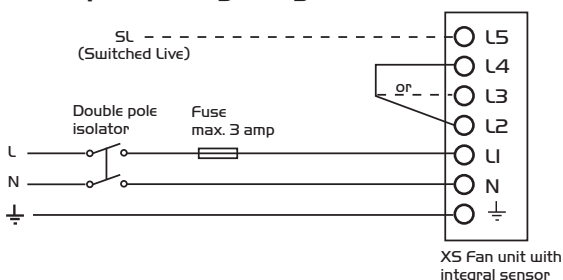 SL
(Switched Live)
L5
L4
or
L3
Double pole
isolator
Fuse
max. 3 amp
L2
L
L1
N
N
XS Fan unit with
integral sensor